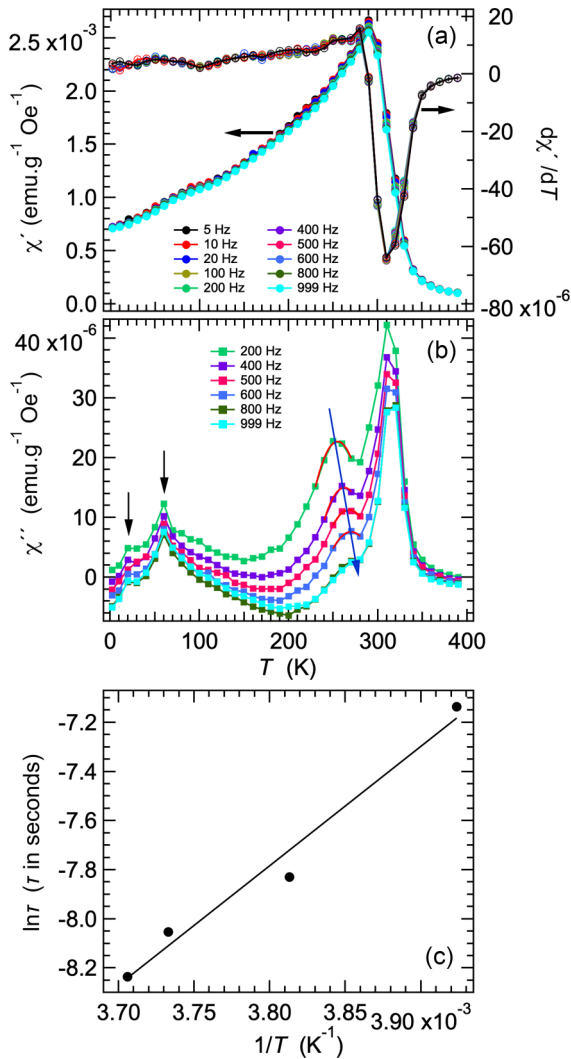 (a)
χ´ (emu.g⁻¹ Oe⁻¹)
2.5 ×10⁻³
2.0
1.5
1.0
0.5
0.0
dχ´/dT
20
0
-20
-40
-60
-80 ×10⁻⁶
5 Hz
10 Hz
20 Hz
100 Hz
200 Hz
400 Hz
500 Hz
600 Hz
800 Hz
999 Hz
(b)
χ´´ (emu.g⁻¹ Oe⁻¹)
40 ×10⁻⁶
30
20
10
0
200 Hz
400 Hz
500 Hz
600 Hz
800 Hz
999 Hz
0 100 200 300 400
T (K)
(c)
lnτ (τ in seconds)
-7.2
-7.4
-7.6
-7.8
-8.0
-8.2
3.70 3.75 3.80 3.85 3.90 ×10⁻³
1/T (K⁻¹)